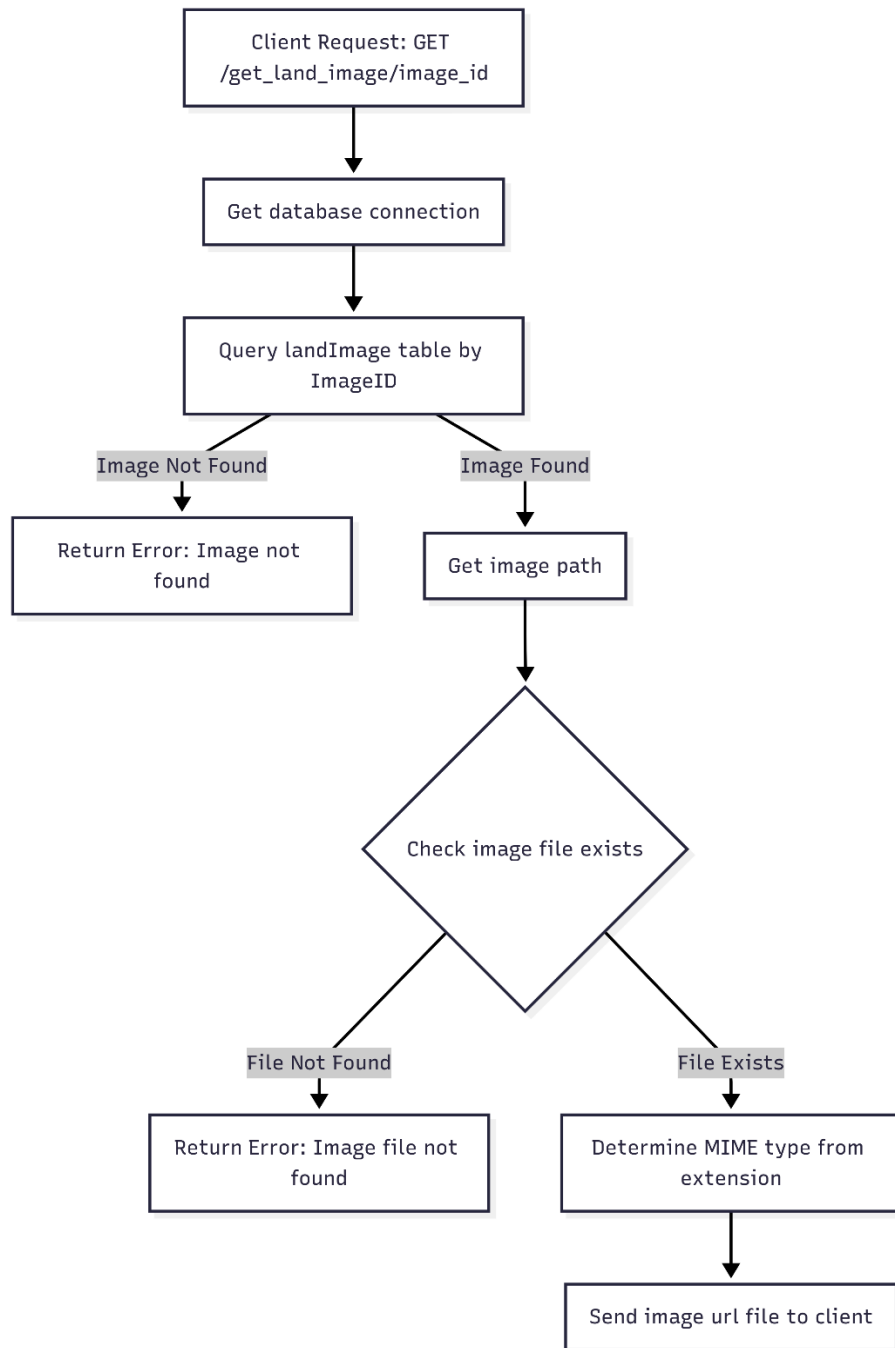 Client Request: GET
/get_land_image/image_id
Get database connection
Query landImage table by
ImageID
Image Not Found
Image Found
Return Error: Image not
found
Get image path
Check image file exists
File Not Found
File Exists
Return Error: Image file not
found
Determine MIME type from
extension
Send image url file to client